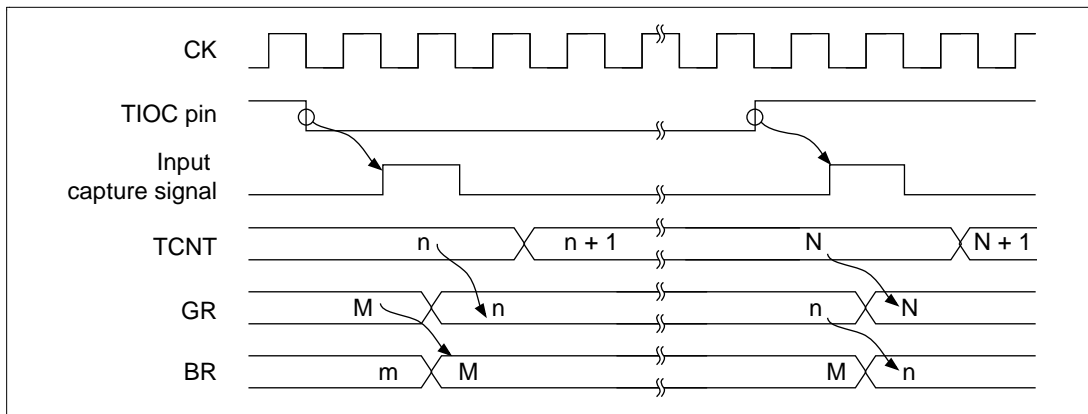 CK
TIOC pin
Input
capture signal
TCNT n n + 1 N N + 1
GR M n n N
BR m M M n